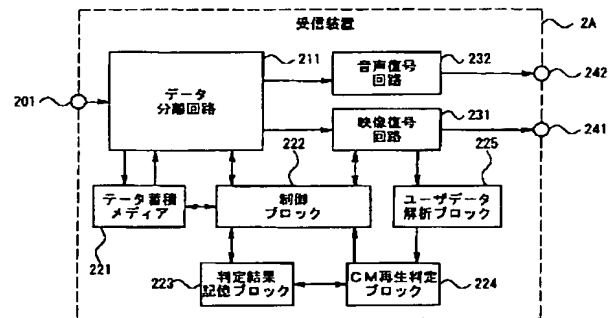 受信装置
2A
211
データ
分離回路
音声復号
回路
232
242
201
映像復号
回路
231
241
222
225
データ蓄積
メディア
制御
ブロック
ユーザデータ
解析ブロック
221
223
判定結果
記憶ブロック
CM再生判定
ブロック
224